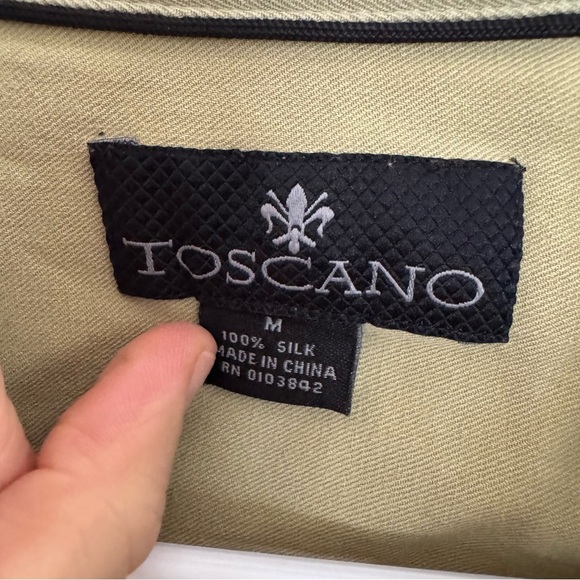 TOSCANO
M
100% SILK
MADE IN CHINA
RN 0103842